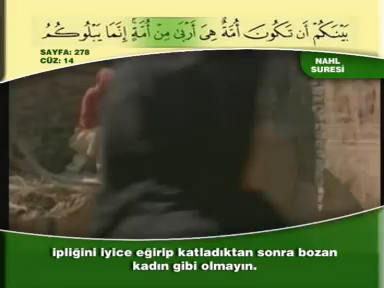 بَيْنَكُمْ أَن تَكُونَ أُمَّةٌ هِيَ أَرْبَىٰ مِنْ أُمَّةٍ ۚ إِنَّمَا يَبْلُوكُمُ
SAYFA: 278
CÜZ: 14
NAHL
SURESİ
ipliğini iyice eğirip katladıktan sonra bozan
kadın gibi olmayın.